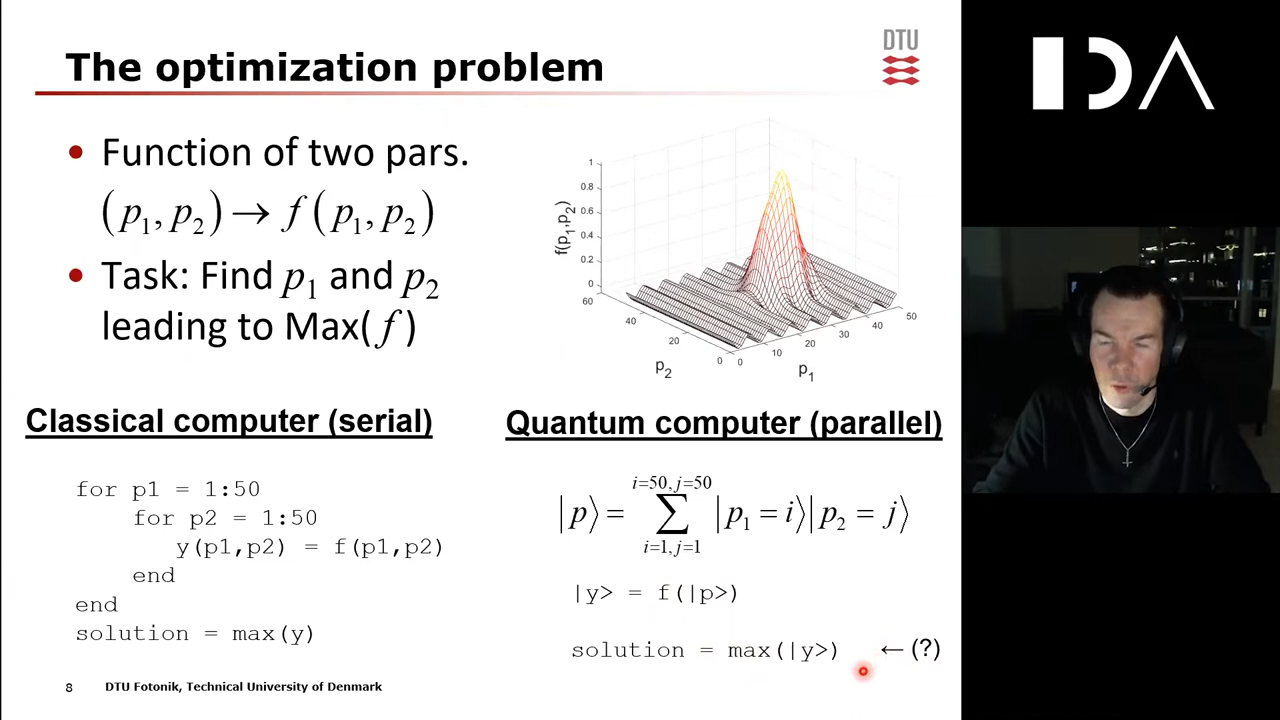 The optimization problem
DTU
IDA
• Function of two pars.
(p₁, p₂) → f(p₁, p₂)
• Task: Find p₁ and p₂
leading to Max(f)
f(p₁,p₂)
1
0.8
0.6
0.4
0.2
0
60
40
20
0
p₂
0
10
20
30
40
50
p₁
Classical computer (serial)
for p1 = 1:50
for p2 = 1:50
y(p1,p2) = f(p1,p2)
end
end
solution = max(y)
Quantum computer (parallel)
|p⟩ = ∑_{i=1,j=1}^{i=50,j=50} |p₁ = i⟩|p₂ = j⟩
|y> = f(|p>)
solution = max(|y>) ← (?)
8 DTU Fotonik, Technical University of Denmark